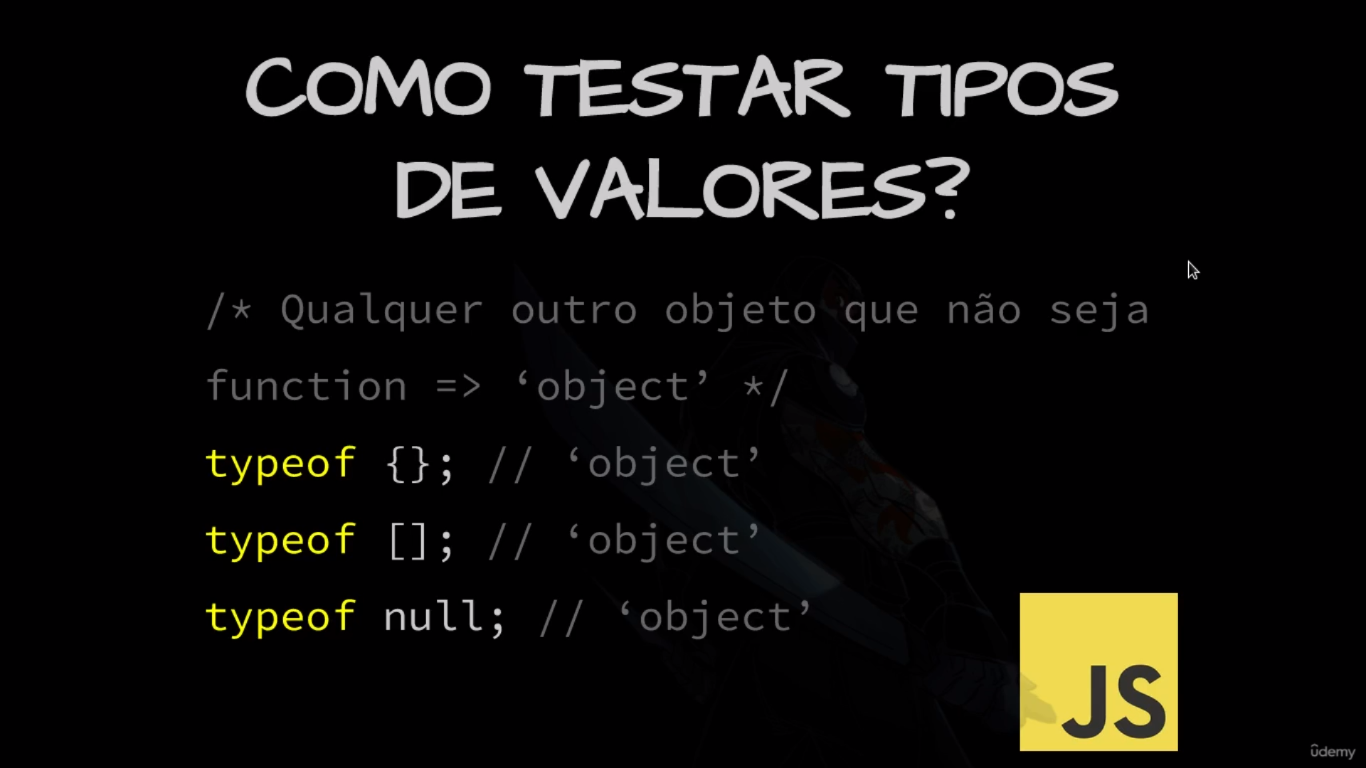 COMO TESTAR TIPOS
DE VALORES?
/* Qualquer outro objeto que não seja
function => ‘object’ */
typeof {}; // ‘object’
typeof []; // ‘object’
typeof null; // ‘object’
JS
ûdemy